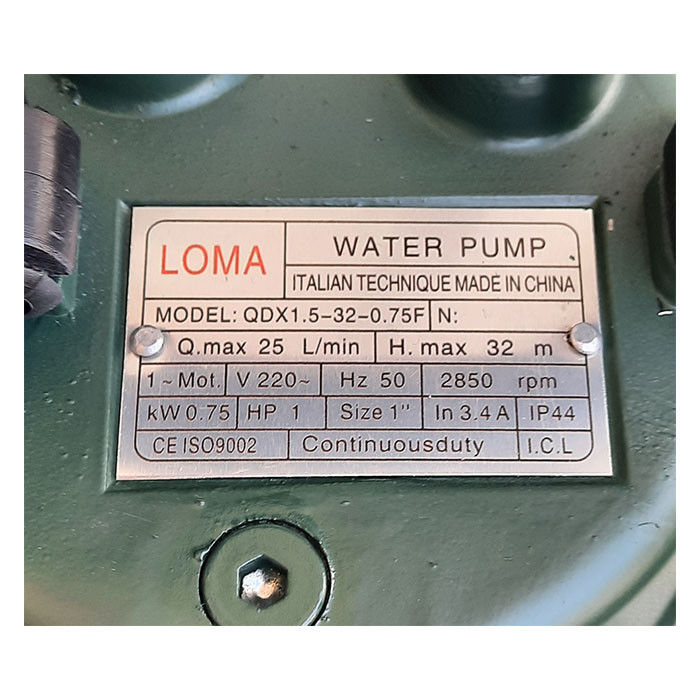 LOMA
WATER PUMP
ITALIAN TECHNIQUE MADE IN CHINA
MODEL: QDX1.5-32-0.75F N:
Q.max 25 L/min H. max 32 m
1~Mot. V 220~ Hz 50 2850 rpm
kW 0.75 HP 1 Size 1" In 3.4 A IP44
CE ISO9002 Continuousduty I.C.L